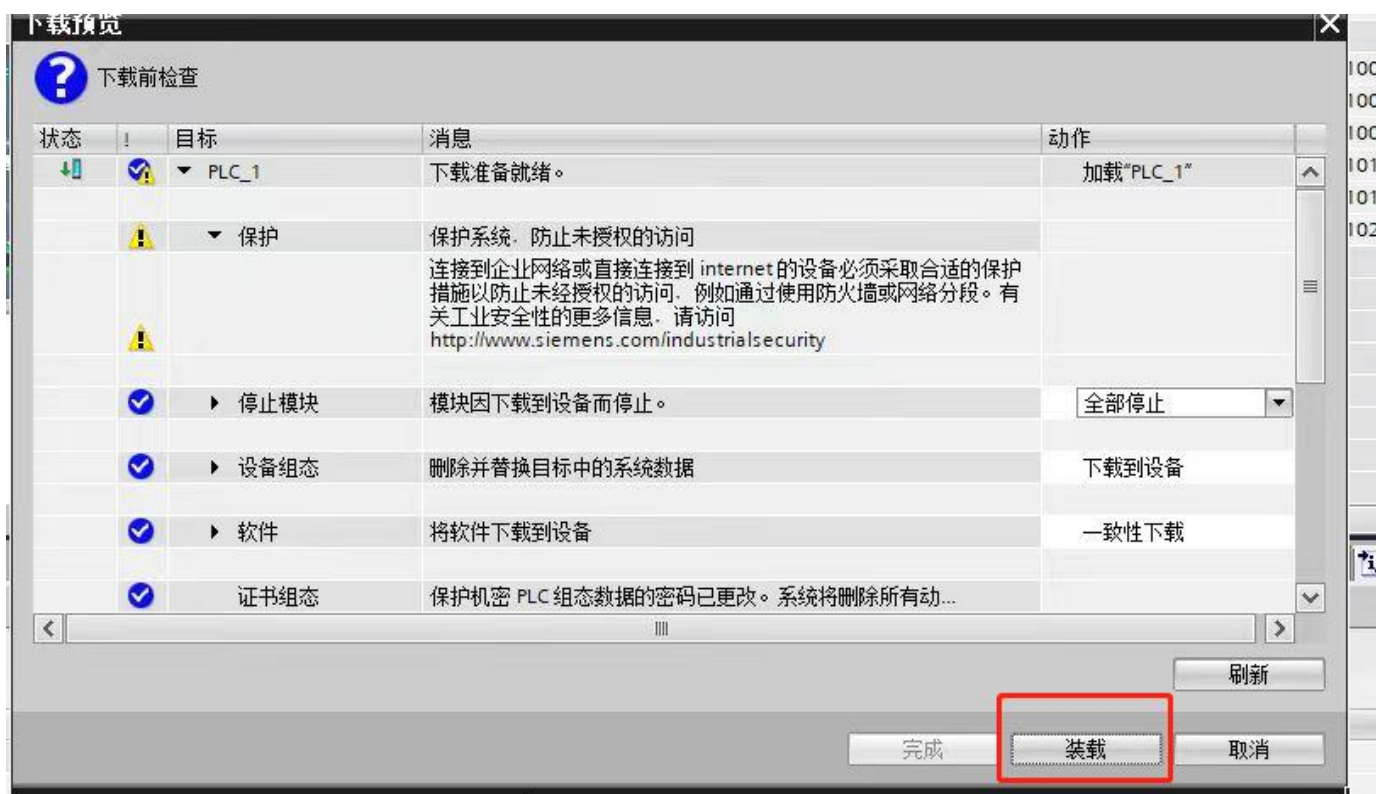 下载预览
下载前检查
状态 ! 目标 消息 动作
PLC_1 下载准备就绪。 加载“PLC_1”
保护 保护系统，防止未授权的访问
连接到企业网络或直接连接到 internet 的设备必须采取合适的保护
措施以防止未经授权的访问，例如通过使用防火墙或网络分段。有
关工业安全性的更多信息，请访问
http://www.siemens.com/industrialsecurity
停止模块 模块因下载到设备而停止。 全部停止
设备组态 删除并替换目标中的系统数据 下载到设备
软件 将软件下载到设备 一致性下载
证书组态 保护机密 PLC 组态数据的密码已更改。系统将删除所有动...
刷新
完成 装载 取消
100
100
100
101
101
102